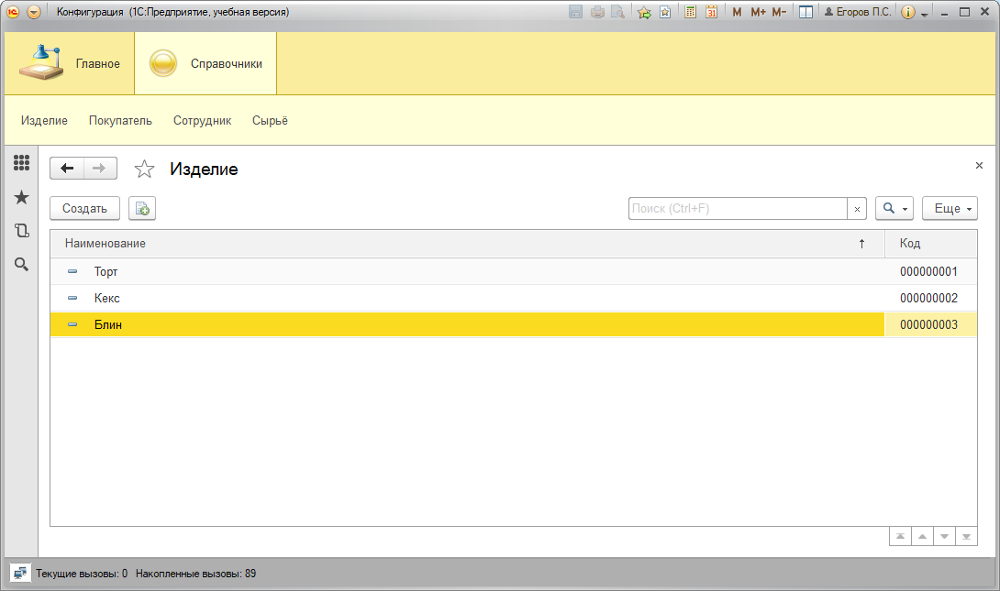 Конфигурация (1С:Предприятие, учебная версия) 31 M M+ M- Егоров П.С.
Главное Справочники
Изделие Покупатель Сотрудник Сырьё
Изделие
Создать Поиск (Ctrl+F) Еще
Наименование ↑ Код
Торт 000000001
Кекс 000000002
Блин 000000003
Текущие вызовы: 0 Накопленные вызовы: 89